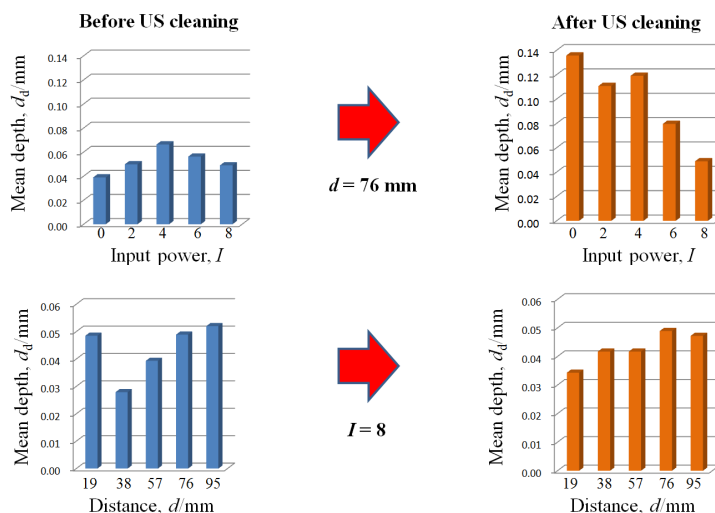 Before US cleaning
After US cleaning
Mean depth, d_d/mm
0.14
0.12
0.10
0.08
0.06
0.04
0.02
0.00
0 2 4 6 8
Input power, I
d = 76 mm
Mean depth, d_d/mm
0.14
0.12
0.10
0.08
0.06
0.04
0.02
0.00
0 2 4 6 8
Input power, I
Mean depth, d_d/mm
0.06
0.05
0.04
0.03
0.02
0.01
0.00
19 38 57 76 95
Distance, d/mm
I = 8
Mean depth, d_d/mm
0.06
0.05
0.04
0.03
0.02
0.01
0.00
19 38 57 76 95
Distance, d/mm